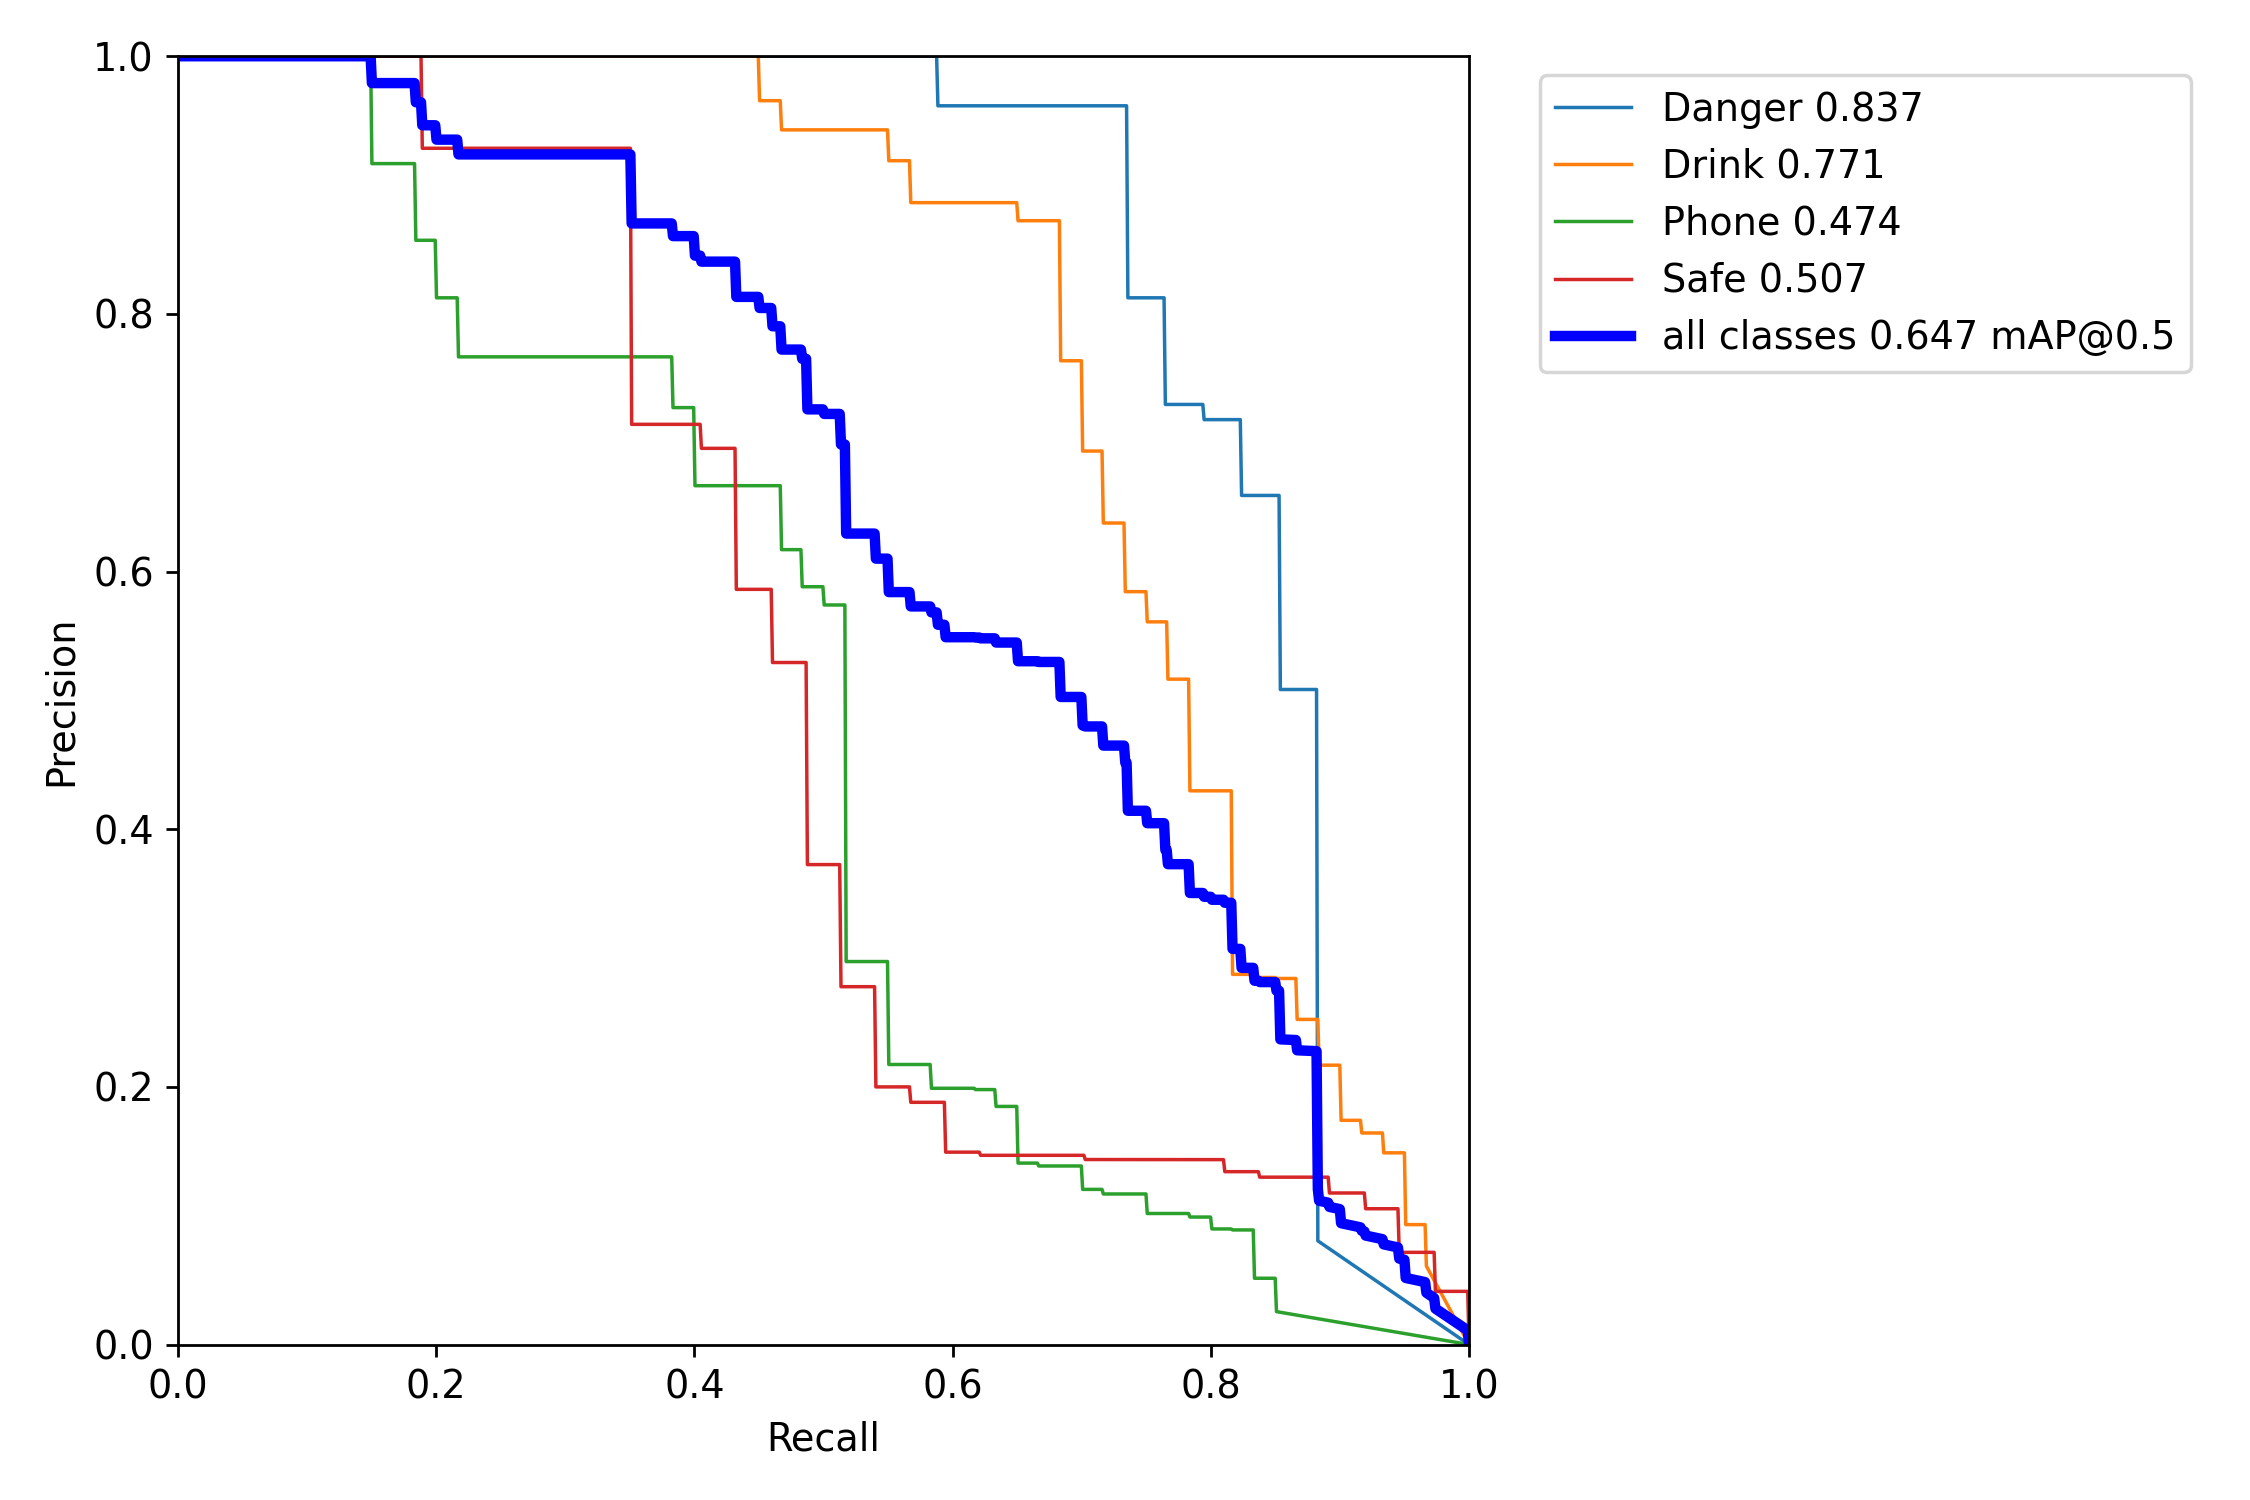 1.0
0.8
0.6
0.4
0.2
0.0
Precision
0.0 0.2 0.4 0.6 0.8 1.0
Recall
Danger 0.837
Drink 0.771
Phone 0.474
Safe 0.507
all classes 0.647 mAP@0.5